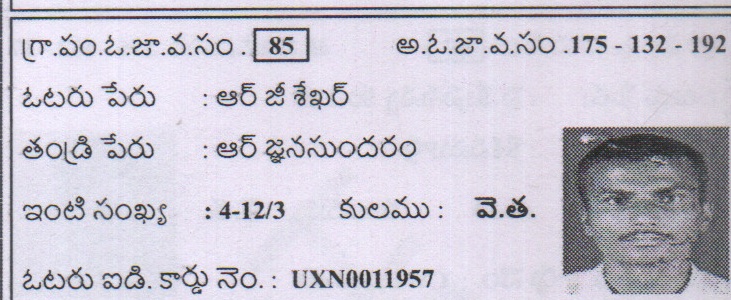 గ్రా.పం.ఓ.జా.వ.సం . 85 అ.ఓ.జా.వ.సం .175 - 132 - 192
ఓటరు పేరు : ఆర్ జీ శేఖర్
తండ్రి పేరు : ఆర్ జ్ఞనసుందరం
ఇంటి సంఖ్య : 4-12/3 కులము : వె.త.
ఓటరు ఐడి. కార్డు నెం. : UXN0011957